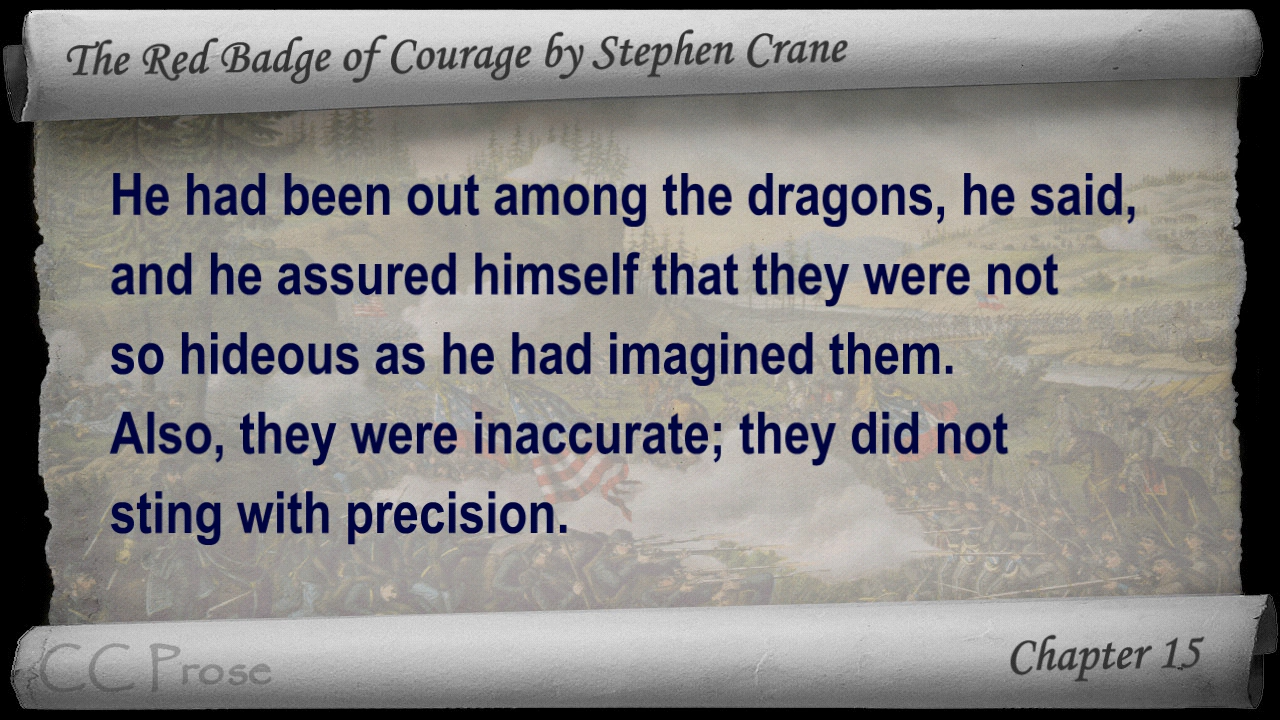 The Red Badge of Courage by Stephen Crane
He had been out among the dragons, he said,
and he assured himself that they were not
so hideous as he had imagined them.
Also, they were inaccurate; they did not
sting with precision.
CC Prose
Chapter 15